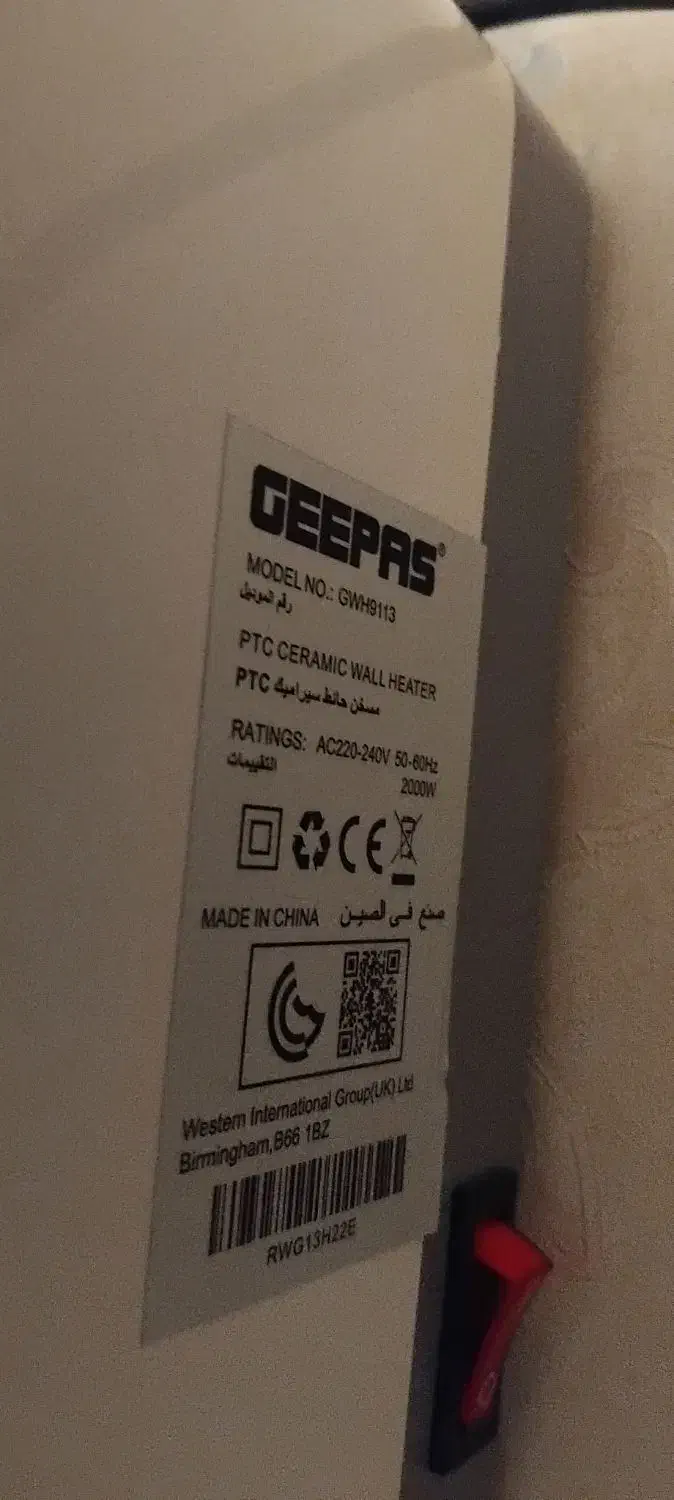 GEEPAS®
MODEL NO.: GWH9113
رقم الموديل
PTC CERAMIC WALL HEATER
مسخن حائط سيراميك PTC
RATINGS: AC220-240V 50-60Hz
التقييمات
2000W
CE
MADE IN CHINA صنع في الصين
Western International Group(UK) Ltd
Birmingham,B66 1BZ
RWG13H22E